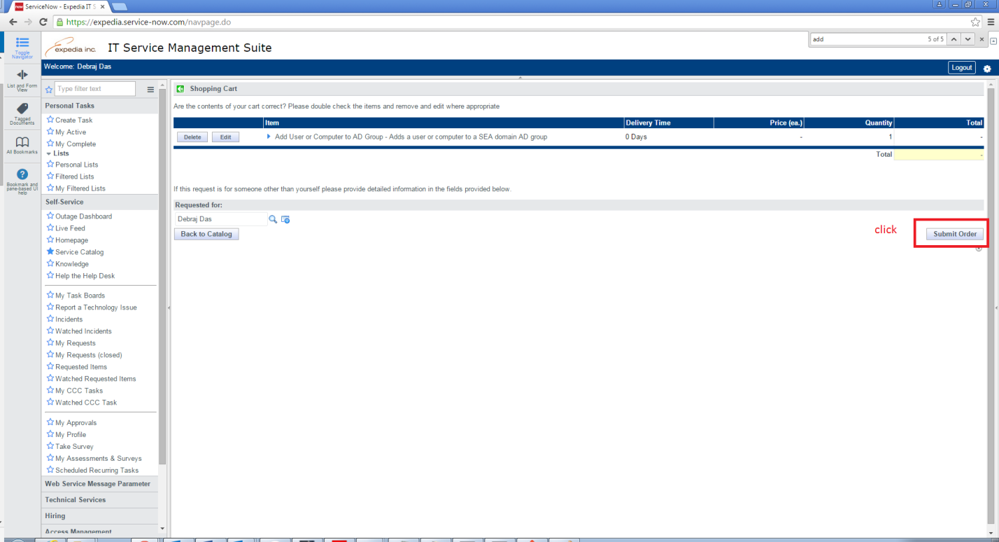 ServiceNow - Expedia IT S
https://expedia.service-now.com/navpage.do
add
5 of 5
Toggle
Navigator
List and Form
View
Tagged
Documents
All Bookmarks
Bookmark and
pane-based UI
help
expedia inc.
IT Service Management Suite
Welcome: Debraj Das
Logout
Type filter text
Personal Tasks
Create Task
My Active
My Complete
Lists
Personal Lists
Filtered Lists
My Filtered Lists
Self-Service
Outage Dashboard
Live Feed
Homepage
Service Catalog
Knowledge
Help the Help Desk
My Task Boards
Report a Technology Issue
Incidents
Watched Incidents
My Requests
My Requests (closed)
Requested Items
Watched Requested Items
My CCC Tasks
Watched CCC Task
My Approvals
My Profile
Take Survey
My Assessments & Surveys
Scheduled Recurring Tasks
Web Service Message Parameter
Technical Services
Hiring
Access Management
Shopping Cart
Are the contents of your cart correct? Please double check the items and remove and edit where appropriate
Item Delivery Time Price (ea.) Quantity Total
Delete Edit Add User or Computer to AD Group - Adds a user or computer to a SEA domain AD group 0 Days - 1 -
Total -
If this request is for someone other than yourself please provide detailed information in the fields provided below.
Requested for:
Debraj Das
Back to Catalog
click
Submit Order